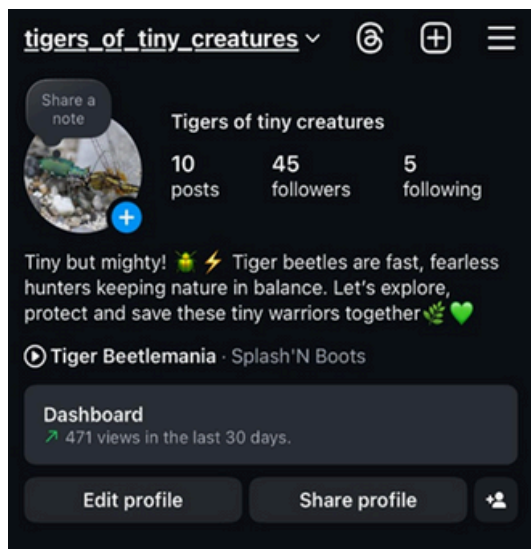 tigers_of_tiny_creatures
Share a
note
Tigers of tiny creatures
10 45 5
posts followers following
Tiny but mighty! 🪲⚡ Tiger beetles are fast, fearless
hunters keeping nature in balance. Let's explore,
protect and save these tiny warriors together🌿💚
Tiger Beetlemania · Splash'N Boots
Dashboard
471 views in the last 30 days.
Edit profile Share profile